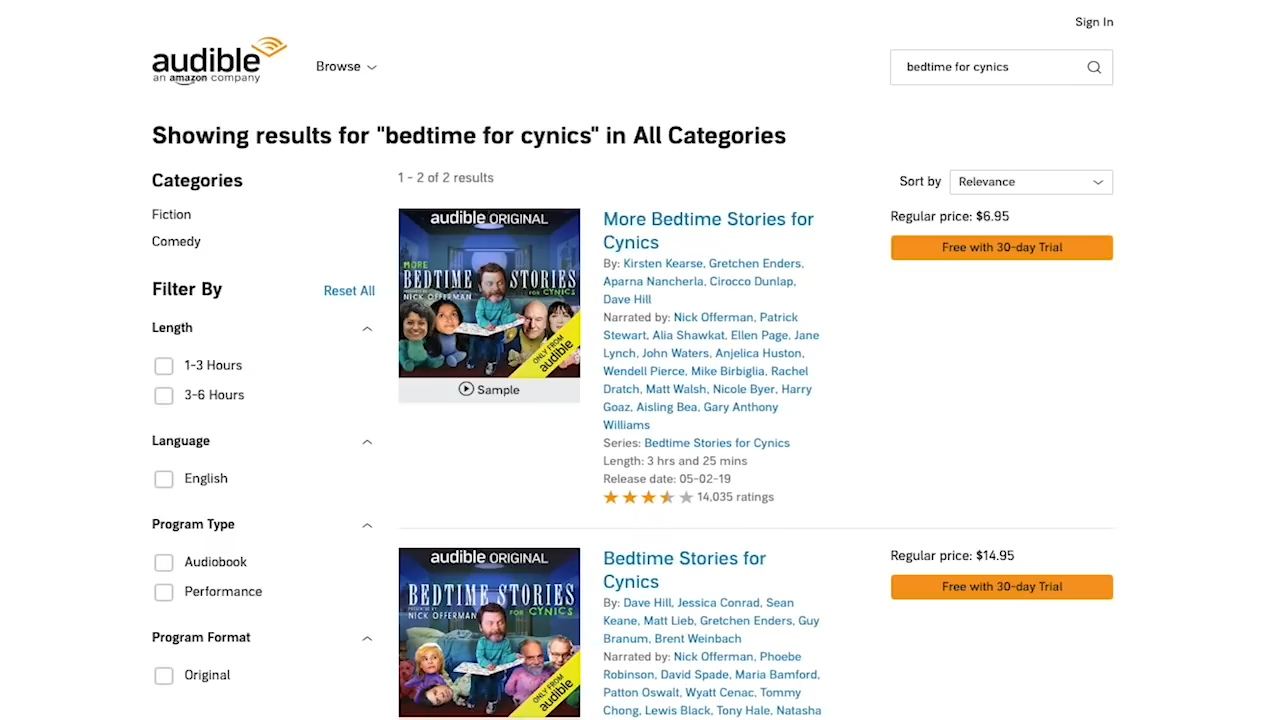 Sign In
audible
an amazon company
Browse
bedtime for cynics
Showing results for "bedtime for cynics" in All Categories
Categories
Fiction
Comedy
Filter By
Reset All
Length
1-3 Hours
3-6 Hours
Language
English
Program Type
Audiobook
Performance
Program Format
Original
1 - 2 of 2 results
Sort by
Relevance
audible ORIGINAL
MORE
BEDTIME STORIES
PRESENTED BY
NICK OFFERMAN
FOR CYNICS
ONLY FROM
audible
Sample
More Bedtime Stories for
Cynics
By: Kirsten Kearse, Gretchen Enders,
Aparna Nancherla, Cirocco Dunlap,
Dave Hill
Narrated by: Nick Offerman, Patrick
Stewart, Alia Shawkat, Ellen Page, Jane
Lynch, John Waters, Anjelica Huston,
Wendell Pierce, Mike Birbiglia, Rachel
Dratch, Matt Walsh, Nicole Byer, Harry
Goaz, Aisling Bea, Gary Anthony
Williams
Series: Bedtime Stories for Cynics
Length: 3 hrs and 25 mins
Release date: 05-02-19
14,035 ratings
Regular price: $6.95
Free with 30-day Trial
audible ORIGINAL
BEDTIME STORIES
PRESENTED BY
NICK OFFERMAN
FOR CYNICS
ONLY FROM
audible
Bedtime Stories for
Cynics
By: Dave Hill, Jessica Conrad, Sean
Keane, Matt Lieb, Gretchen Enders, Guy
Branum, Brent Weinbach
Narrated by: Nick Offerman, Phoebe
Robinson, David Spade, Maria Bamford,
Patton Oswalt, Wyatt Cenac, Tommy
Chong, Lewis Black, Tony Hale, Natasha
Regular price: $14.95
Free with 30-day Trial